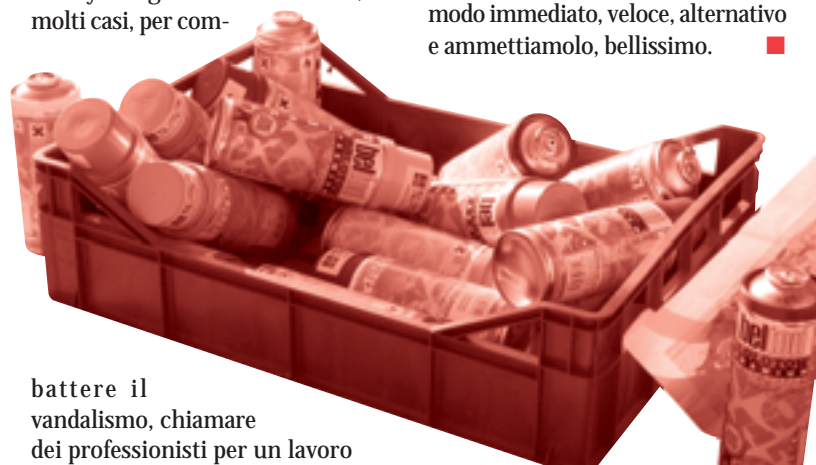 molti casi, per com-
battere il
vandalismo, chiamare
dei professionisti per un lavoro
modo immediato, veloce, alternativo
e ammettiamolo, bellissimo.